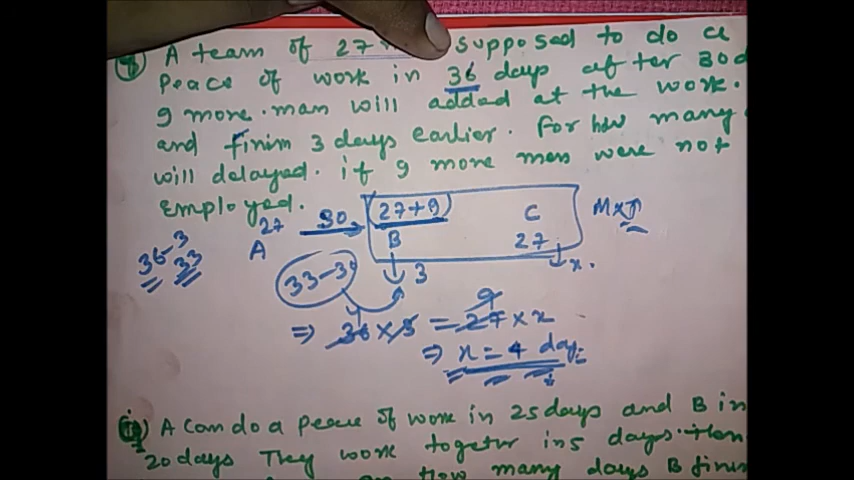 A team of 27 supposed to do a
Peace of work in 36 days after 30
9 more man will added at the work.
and finim 3 days earlier. For how many
will delayed. if 9 more men were not
Employed.
36-3
33
A 27 30 27+9 C M×T
B 27
33-30 3 x.
⇒ 36×3 = 27×x
4 9
⇒ x = 4 day
A can do a peace of work in 25 days and B in
20 days They work togetur in 5 days then
How many days B finis